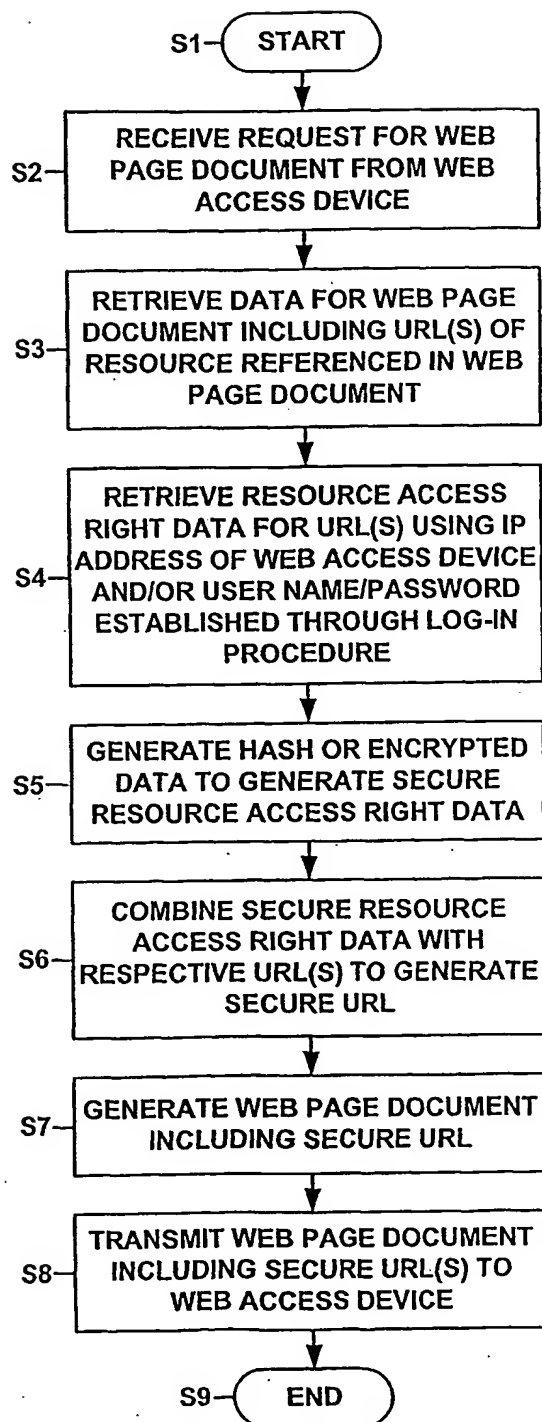 S1
START
S2
RECEIVE REQUEST FOR WEB
PAGE DOCUMENT FROM WEB
ACCESS DEVICE
S3
RETRIEVE DATA FOR WEB PAGE
DOCUMENT INCLUDING URL(S) OF
RESOURCE REFERENCED IN WEB
PAGE DOCUMENT
S4
RETRIEVE RESOURCE ACCESS
RIGHT DATA FOR URL(S) USING IP
ADDRESS OF WEB ACCESS DEVICE
AND/OR USER NAME/PASSWORD
ESTABLISHED THROUGH LOG-IN
PROCEDURE
S5
GENERATE HASH OR ENCRYPTED
DATA TO GENERATE SECURE
RESOURCE ACCESS RIGHT DATA
S6
COMBINE SECURE RESOURCE
ACCESS RIGHT DATA WITH
RESPECTIVE URL(S) TO GENERATE
SECURE URL
S7
GENERATE WEB PAGE DOCUMENT
INCLUDING SECURE URL
S8
TRANSMIT WEB PAGE DOCUMENT
INCLUDING SECURE URL(S) TO
WEB ACCESS DEVICE
S9
END